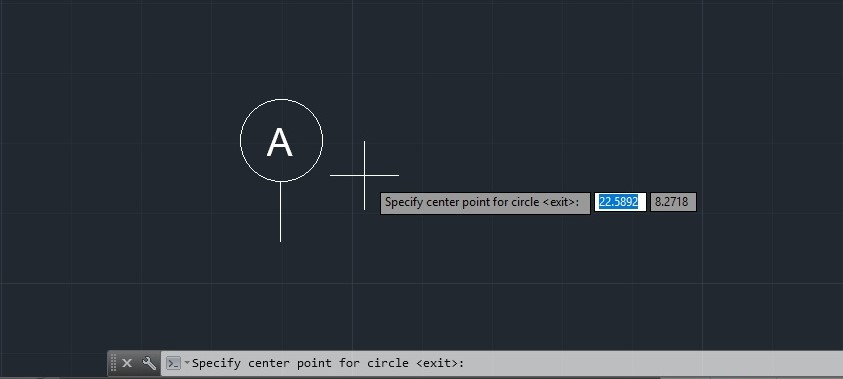 A
Specify center point for circle <exit>: 22.5892 8.2718
Specify center point for circle <exit>: